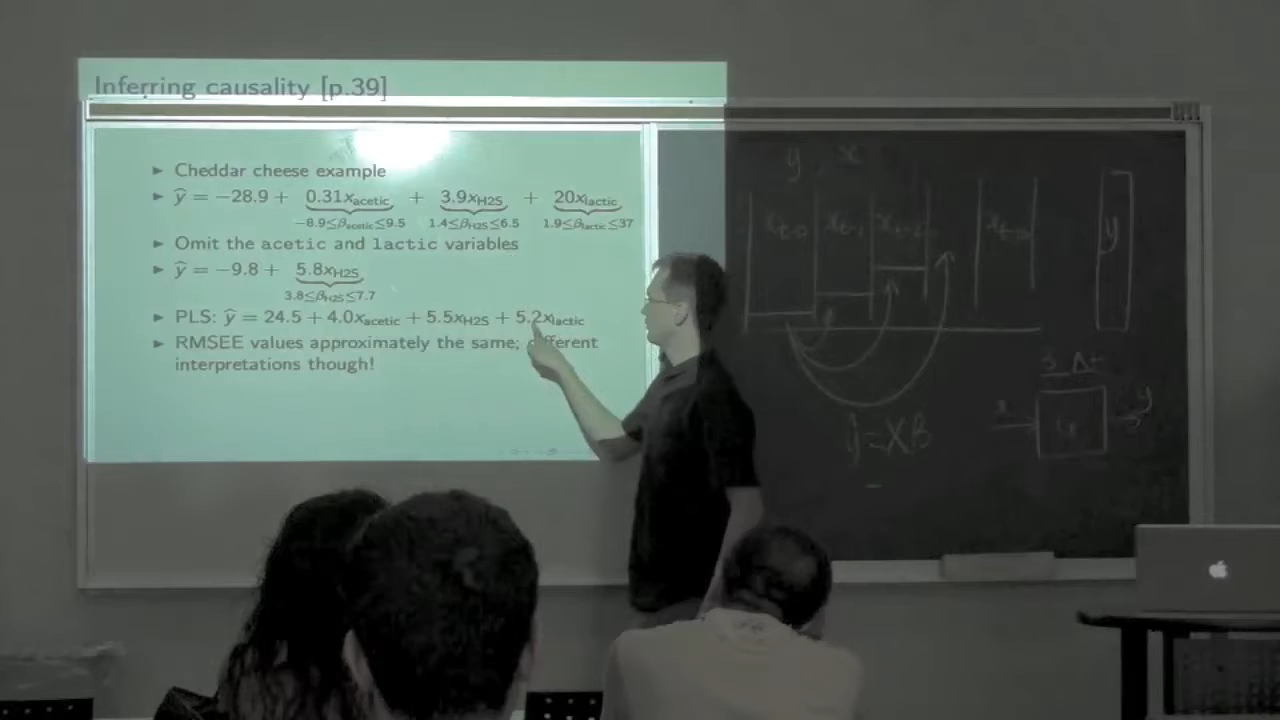 Inferring causality [p.39]
► Cheddar cheese example
► ŷ = −28.9 + 0.31x_acetic + 3.9x_H2S + 20x_lactic
−8.9≤β_acetic≤9.5 1.4≤β_H2S≤6.5 1.9≤β_lactic≤37
► Omit the acetic and lactic variables
► ŷ = −9.8 + 5.8x_H2S
3.8≤β_H2S≤7.7
► PLS: ŷ = 24.5 + 4.0x_acetic + 5.5x_H2S + 5.2x_lactic
► RMSEE values approximately the same; different
interpretations though!
y x
y
3 Δt
y
ŷ = XB